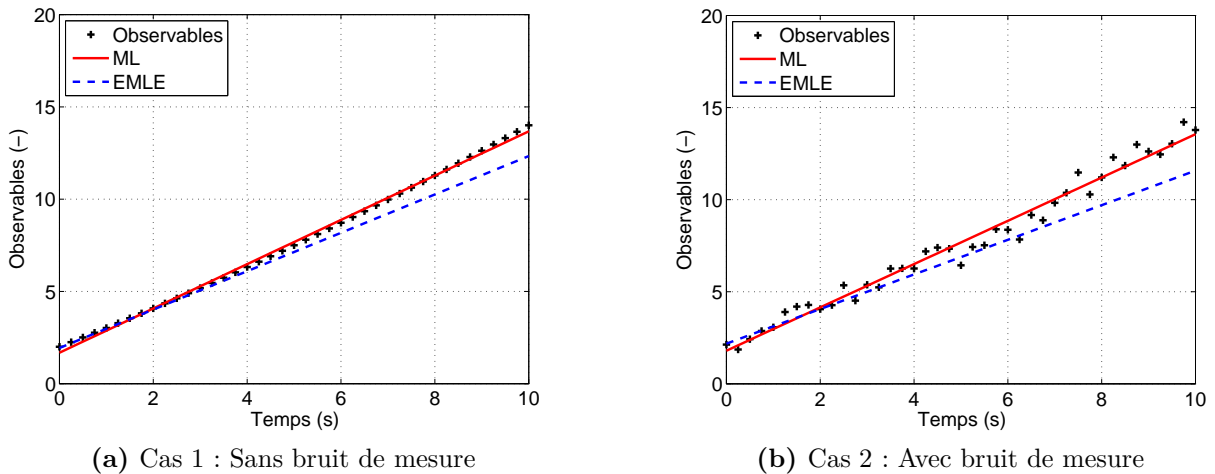 20
15
10
5
0
Observables (−)
Observables
ML
EMLE
0 2 4 6 8 10
Temps (s)
(a) Cas 1 : Sans bruit de mesure
20
15
10
5
0
Observables (−)
Observables
ML
EMLE
0 2 4 6 8 10
Temps (s)
(b) Cas 2 : Avec bruit de mesure